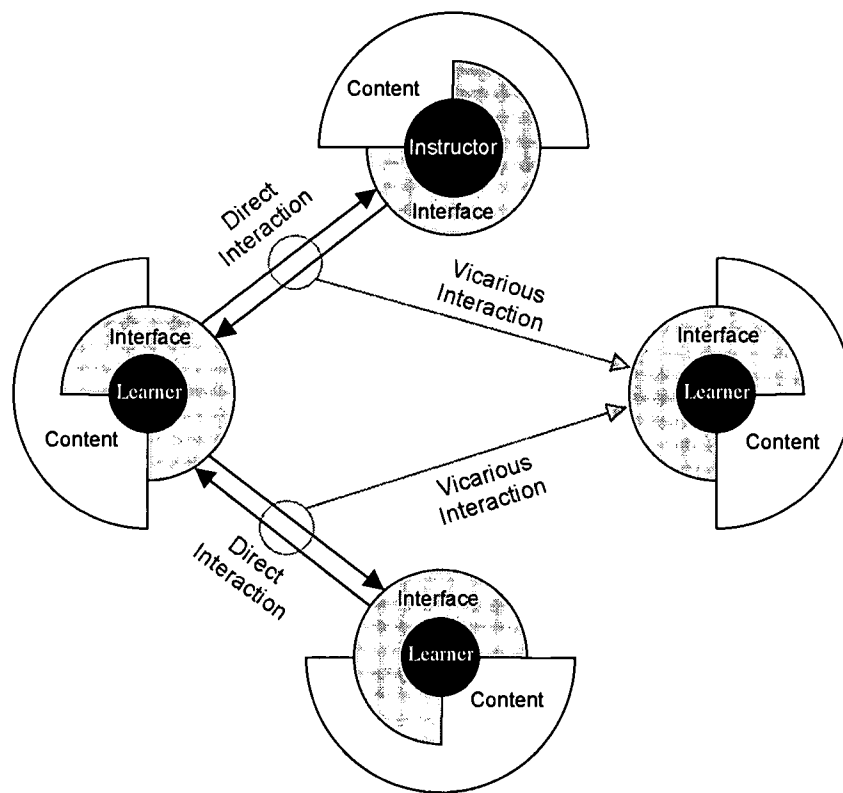 Content
Instructor
Interface
Direct
Interaction
Vicarious
Interaction
Interface
Learner
Content
Interface
Learner
Content
Vicarious
Interaction
Direct
Interaction
Interface
Learner
Content